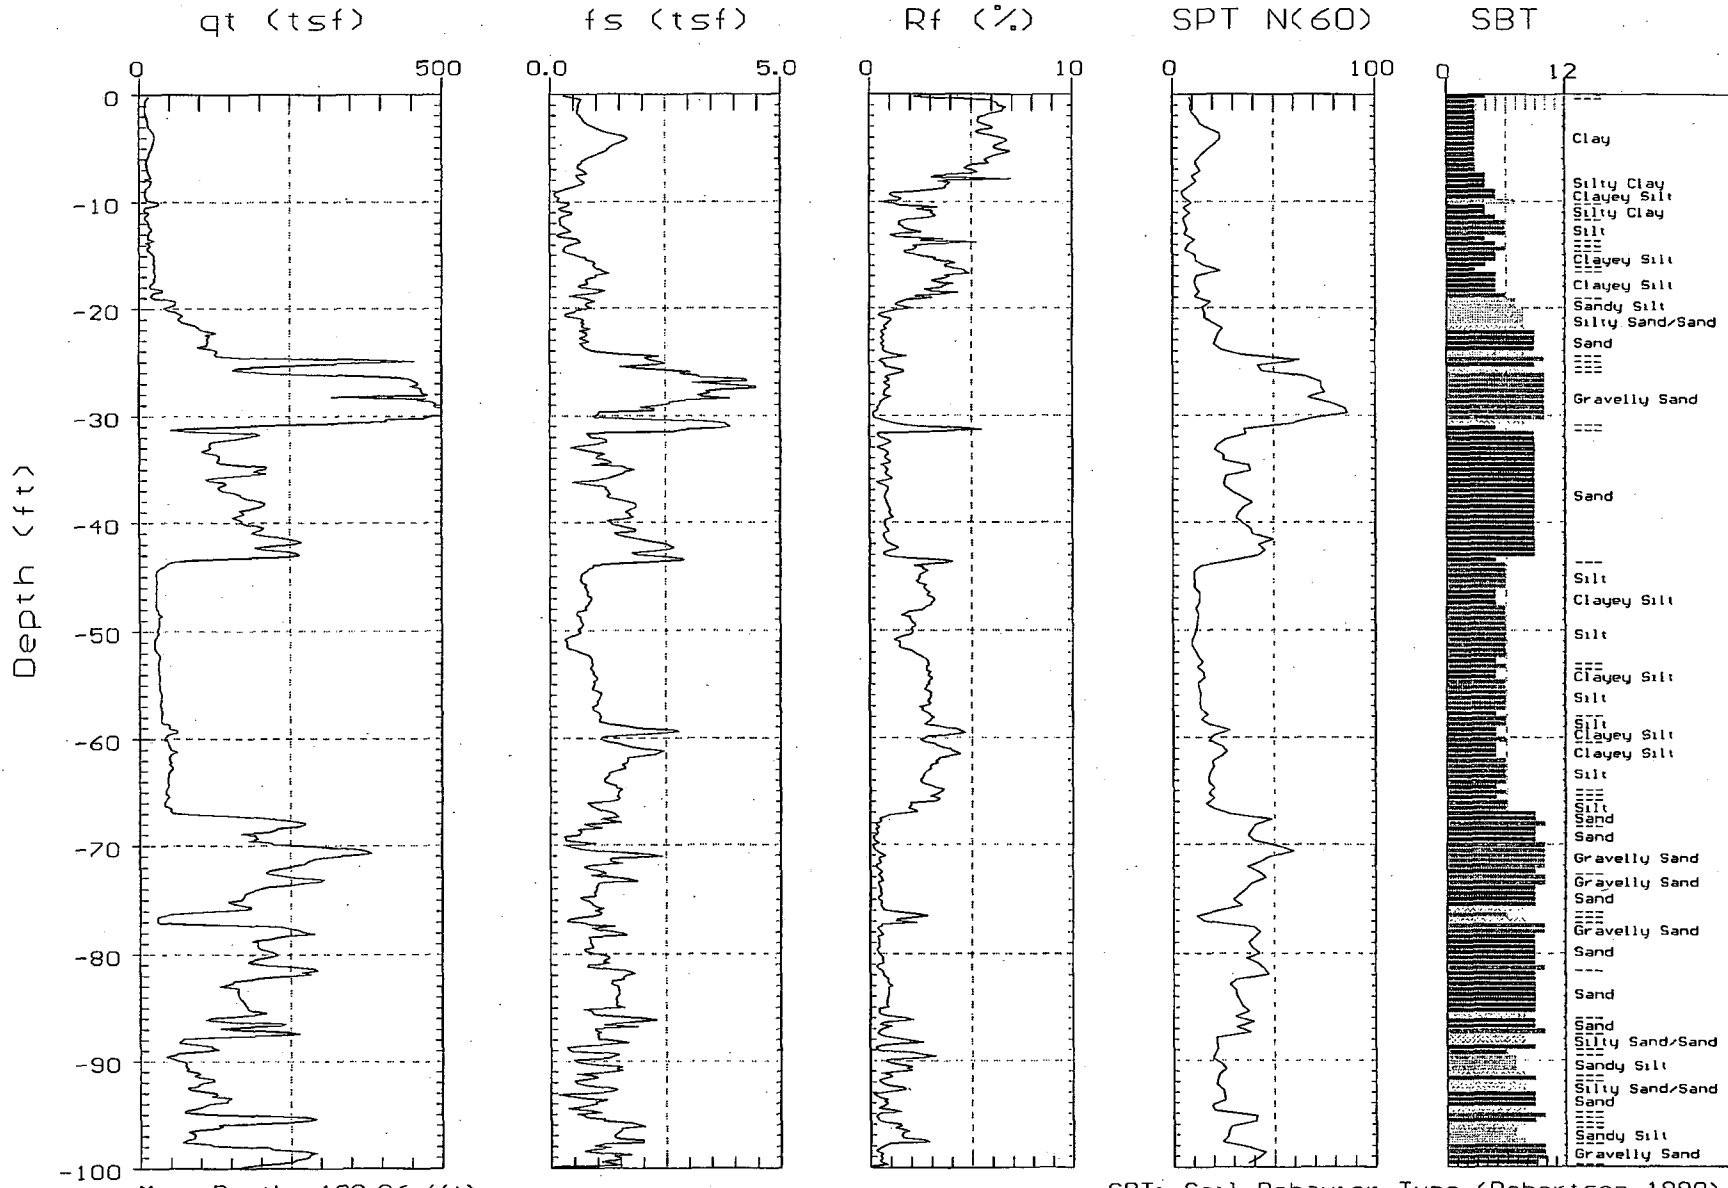 qt (tsf) fs (tsf) Rf (%) SPT N(60) SBT
0 500 0.0 5.0 0 10 0 100 0 12
0
-10
-20
-30
-40
-50
-60
-70
-80
-90
-100
Depth (ft)
---
Clay
Silty Clay
Clayey Silt
---
Silty Clay
---
Silt
---
---
Clayey Silt
---
Clayey Silt
---
Sandy Silt
Silty Sand/Sand
Sand
---
---
---
Gravelly Sand
---
Sand
---
Silt
Clayey Silt
Silt
---
---
Clayey Silt
Silt
---
Silt
Clayey Silt
---
Clayey Silt
Silt
---
---
Silt
Sand
---
Sand
Gravelly Sand
---
Gravelly Sand
Sand
---
---
Gravelly Sand
Sand
---
Sand
---
Sand
---
Silty Sand/Sand
---
---
Sandy Silt
---
Silty Sand/Sand
Sand
---
---
---
Sandy Silt
---
Gravelly Sand
---